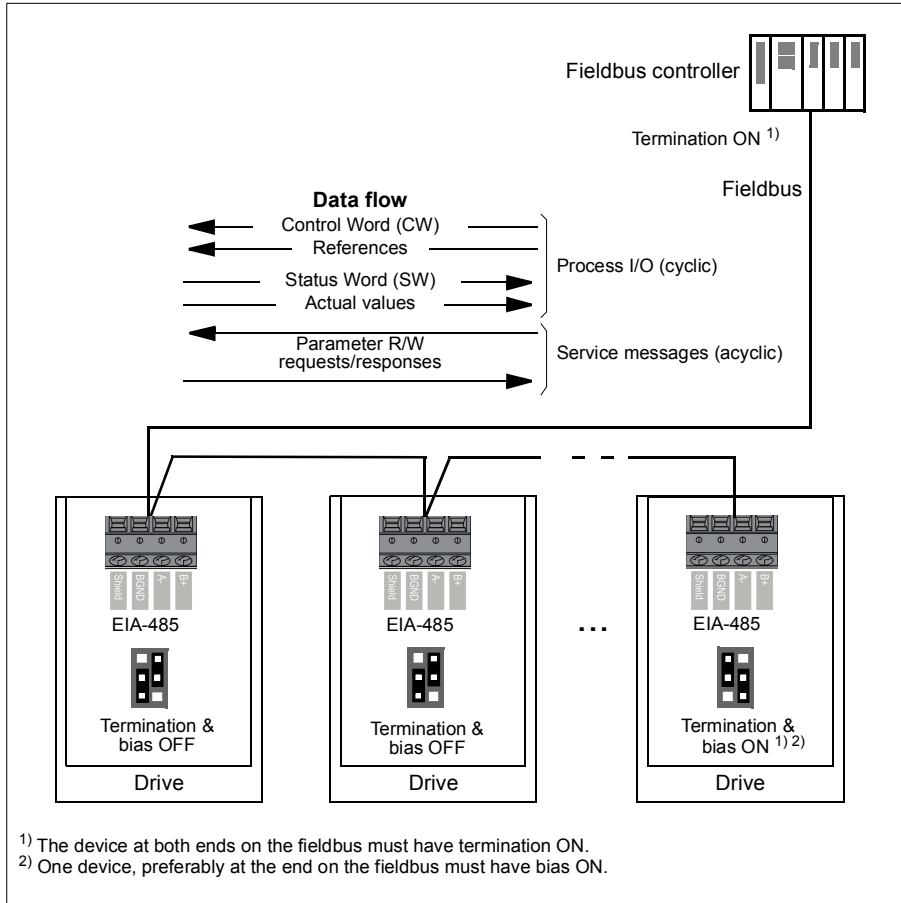 Fieldbus controller
Termination ON 1)
Fieldbus
Data flow
Control Word (CW)
References
Status Word (SW)
Actual values
Process I/O (cyclic)
Parameter R/W
requests/responses
Service messages (acyclic)
Shield BGND A- B+
EIA-485
Termination &
bias OFF
Drive
Shield BGND A- B+
EIA-485
Termination &
bias OFF
Drive
...
Shield BGND A- B+
EIA-485
Termination &
bias ON 1) 2)
Drive
1) The device at both ends on the fieldbus must have termination ON.
2) One device, preferably at the end on the fieldbus must have bias ON.